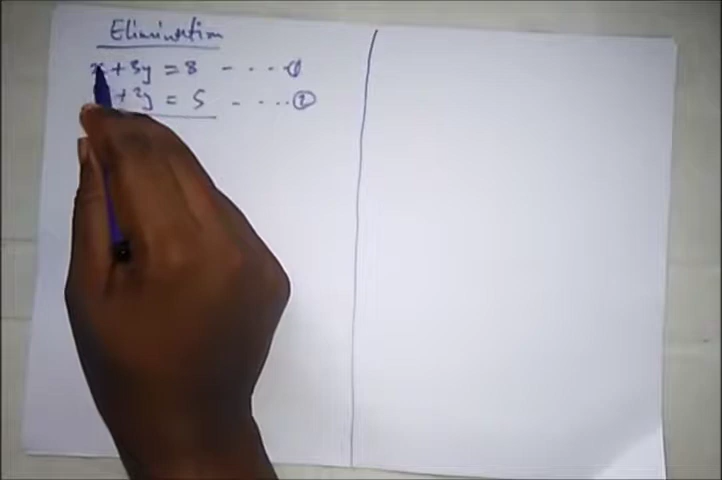 Elimination
x + 3y = 8 - - - - ①
+ 2y = 5 - - - - ②